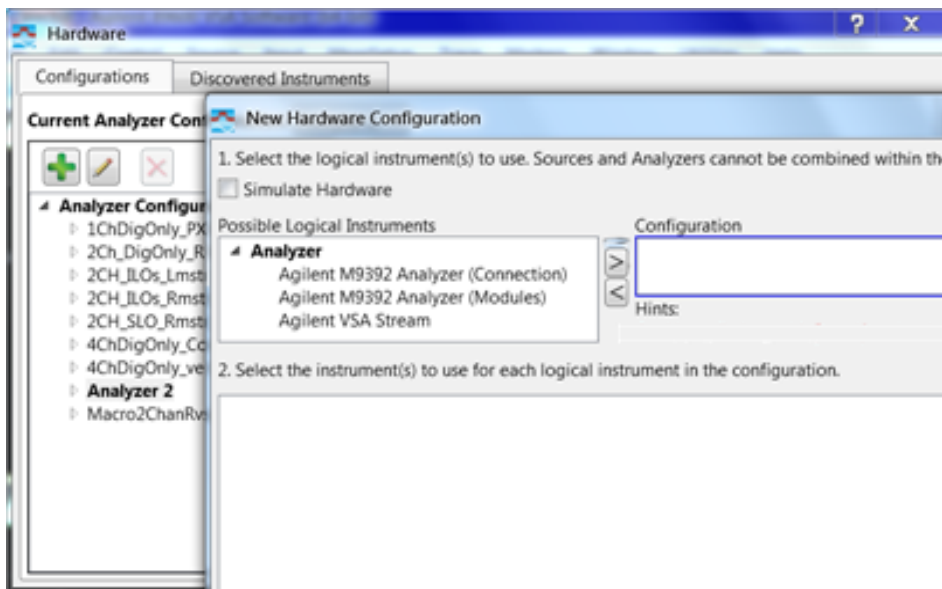 Hardware
?
X
Configurations
Discovered Instruments
Current Analyzer
New Hardware Configuration
1. Select the logical instrument(s) to use. Sources and Analyzers cannot be combined within
Simulate Hardware
Analyzer
1ChDigOnly_PX
2Ch_DigOnly_R
2CH_ILOs_Lmst
2CH_ILOs_Rmst
2CH_SLO_Rmst
4ChDigOnly_Co
4ChDigOnly_ve
Analyzer 2
Macro2ChanRv
Possible Logical Instruments
Analyzer
Agilent M9392 Analyzer (Connection)
Agilent M9392 Analyzer (Modules)
Agilent VSA Stream
>
<
Configuration
Hints:
2. Select the instrument(s) to use for each logical instrument in the configuration.